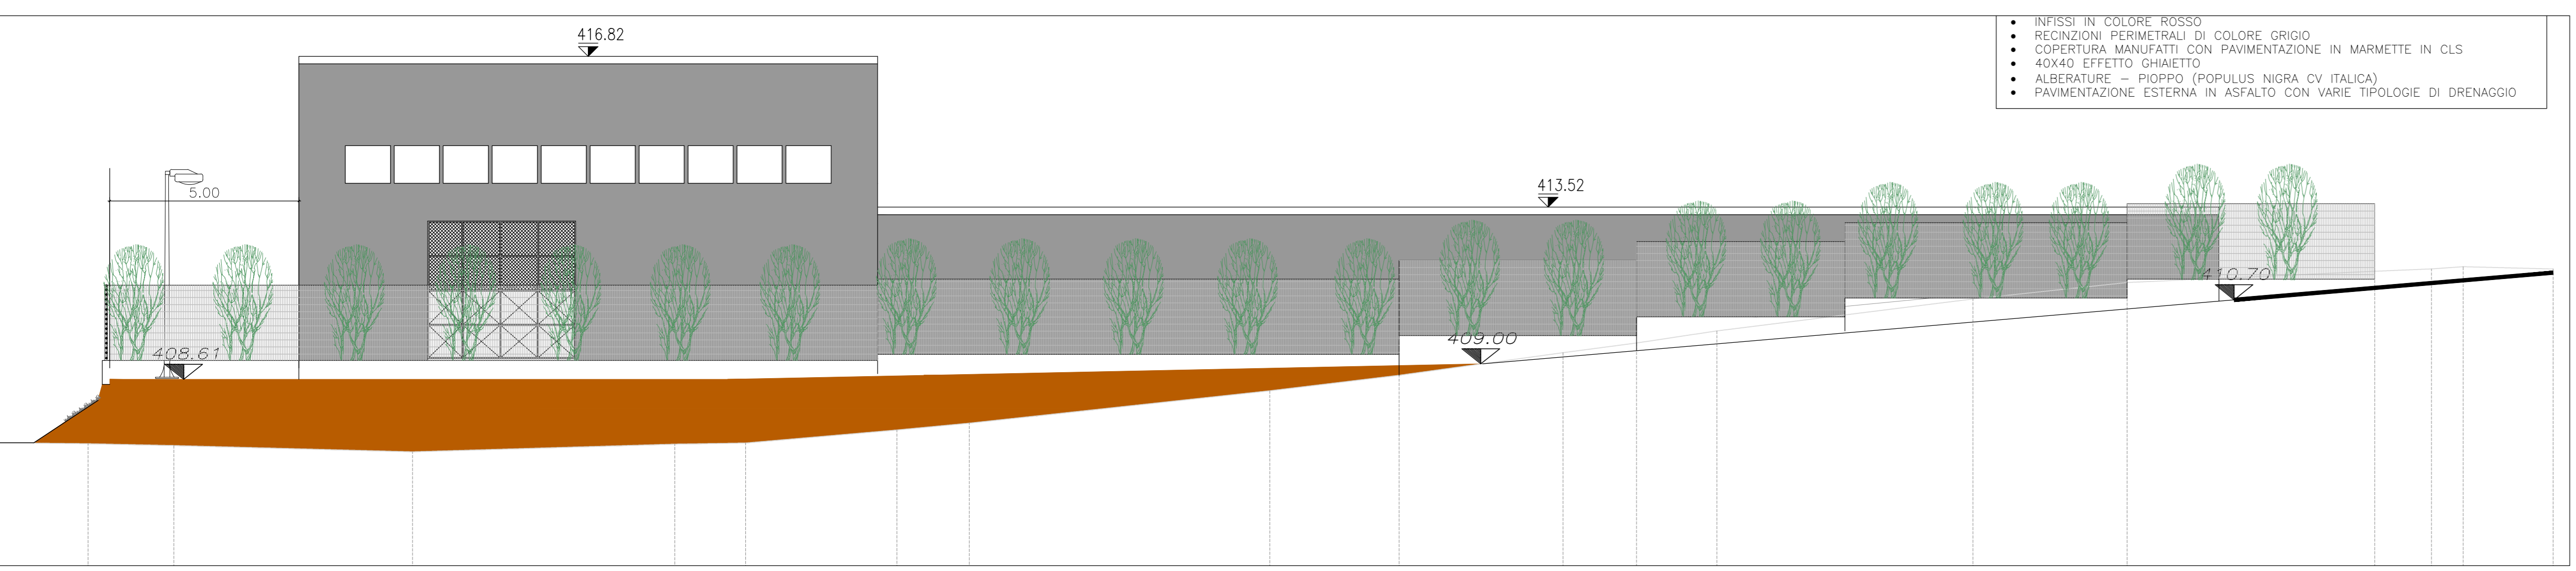 416.82
• INFISSI IN COLORE ROSSO
• RECINZIONI PERIMETRALI DI COLORE GRIGIO
• COPERTURA MANUFATTI CON PAVIMENTAZIONE IN MARMETTE IN CLS
• 40X40 EFFETTO GHIAIETTO
• ALBERATURE – PIOPPO (POPULUS NIGRA CV ITALICA)
• PAVIMENTAZIONE ESTERNA IN ASFALTO CON VARIE TIPOLOGIE DI DRENAGGIO
5.00
413.52
410.70
409.00
408.61